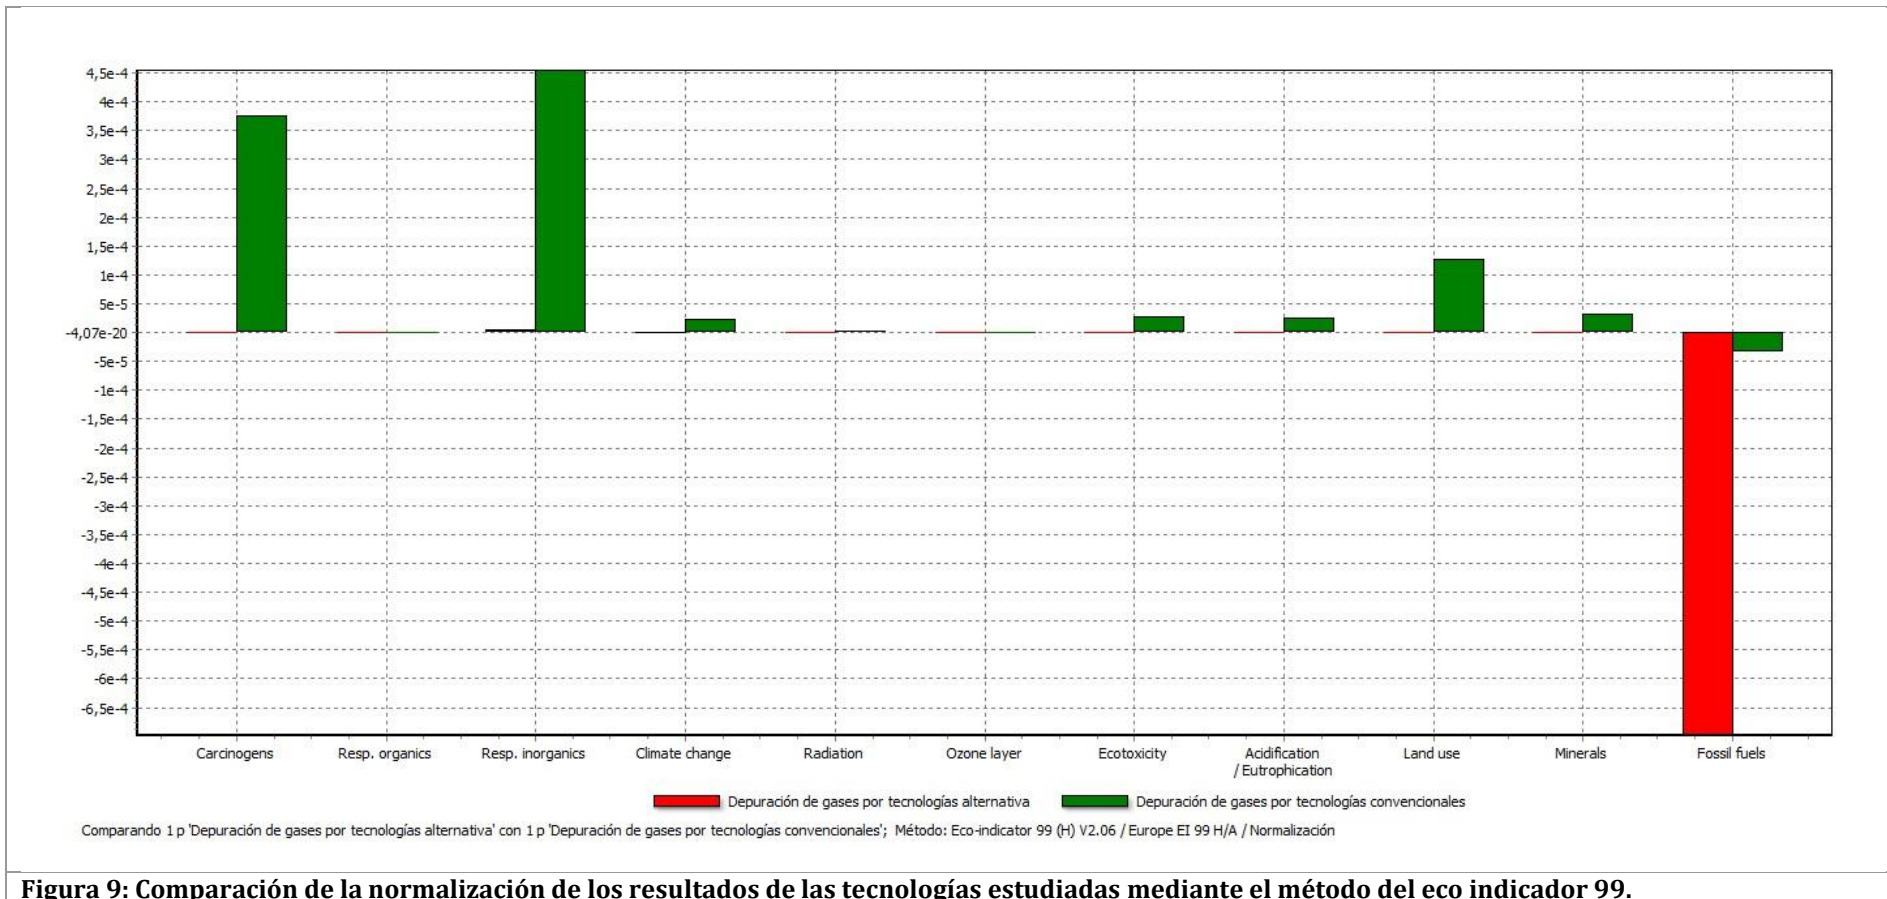 4,5e-4
4e-4
3,5e-4
3e-4
2,5e-4
2e-4
1,5e-4
1e-4
5e-5
-4,07e-20
-5e-5
-1e-4
-1,5e-4
-2e-4
-2,5e-4
-3e-4
-3,5e-4
-4e-4
-4,5e-4
-5e-4
-5,5e-4
-6e-4
-6,5e-4
Carcinogens Resp. organics Resp. inorganics Climate change Radiation Ozone layer Ecotoxicity Acidification Land use Minerals Fossil fuels
/ Eutrophication
Depuración de gases por tecnologías alternativa Depuración de gases por tecnologías convencionales
Comparando 1 p 'Depuración de gases por tecnologías alternativa' con 1 p 'Depuración de gases por tecnologías convencionales'; Método: Eco-indicator 99 (H) V2.06 / Europe EI 99 H/A / Normalización
Figura 9: Comparación de la normalización de los resultados de las tecnologías estudiadas mediante el método del eco indicador 99.